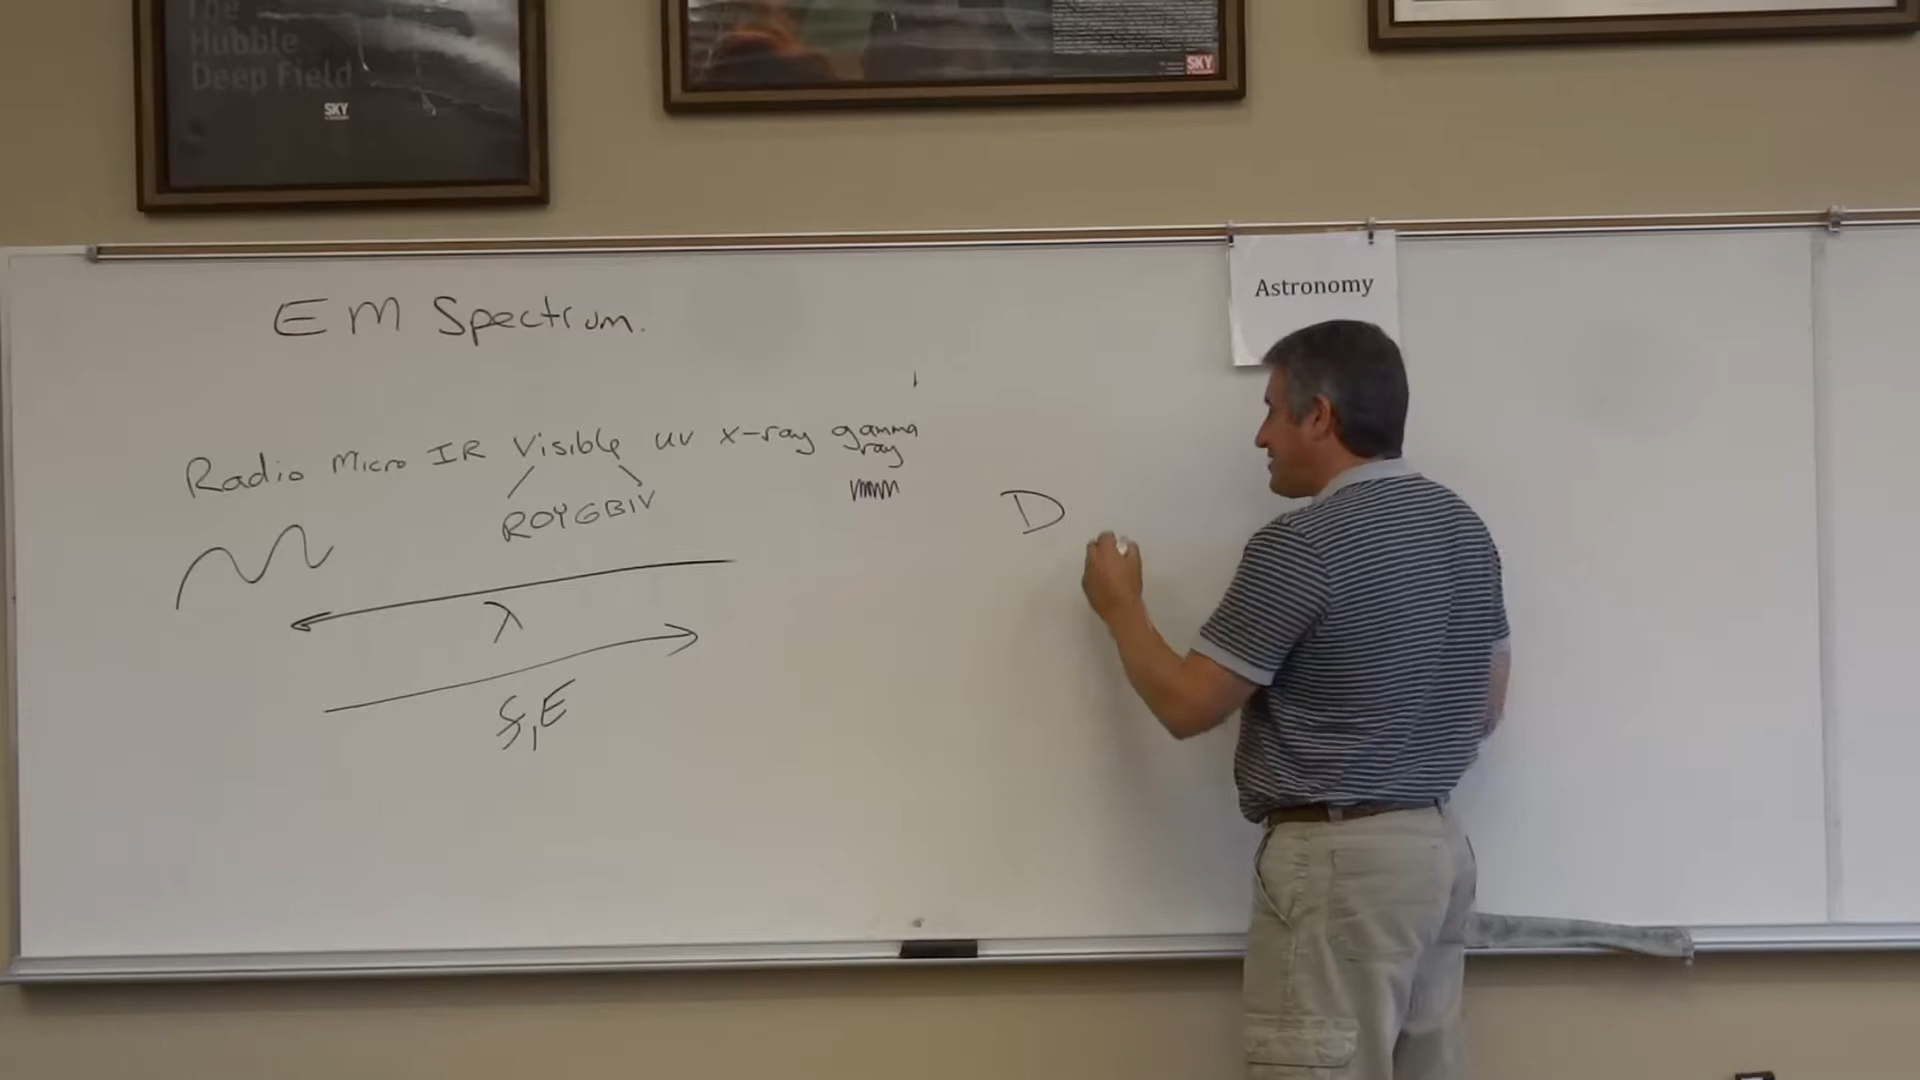 The
Hubble
Deep Field
SKY
SKY
Astronomy
EM Spectrum.
Radio Micro IR Visible uv x-ray gamma ray
ROYGBIV
λ
f,E
D